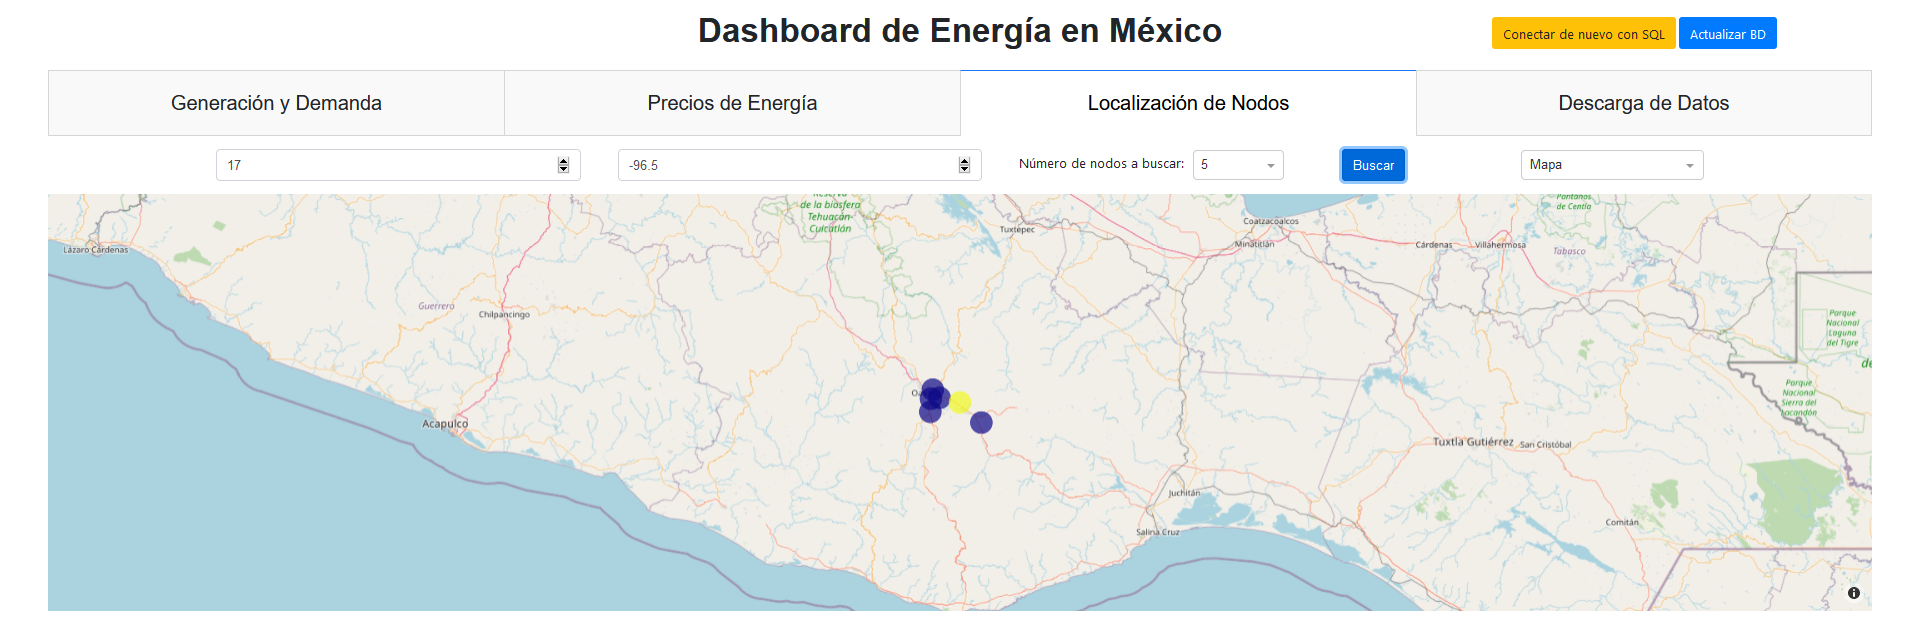 Dashboard de Energía en México
Conectar de nuevo con SQL
Actualizar BD
Generación y Demanda
Precios de Energía
Localización de Nodos
Descarga de Datos
17
-96.5
Número de nodos a buscar:
5
Buscar
Mapa
Reserva
de la biosfera
Tehuacán-
Cuicatlán
Tuxtepec
Coatzacoalcos
Minatitlán
Pantanos
de Centla
Cárdenas
Villahermosa
Tabasco
Lázaro Cárdenas
Guerrero
Chilpancingo
Parque
Nacional
Laguna
del Tigre
de
Parque
Nacional
Sierra del
Lacandón
Acapulco
Tuxtla Gutiérrez
San Cristóbal
Juchitán
Salina Cruz
Comitán